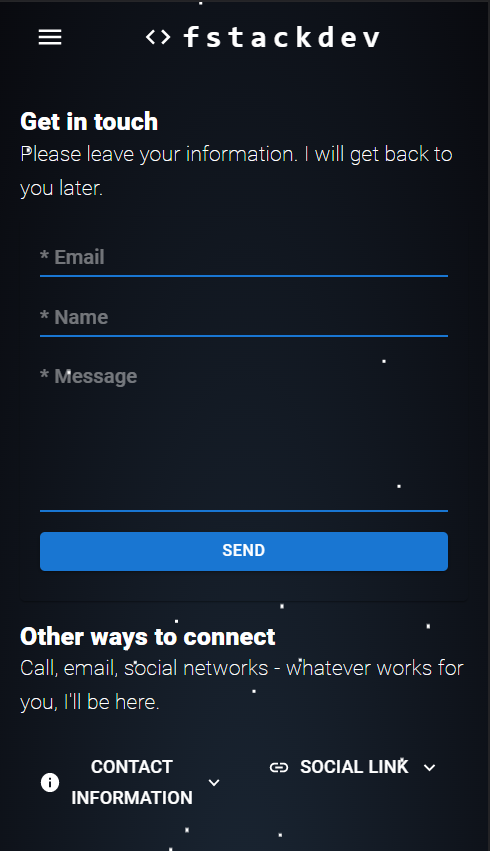 fstackdev
Get in touch
Please leave your information. I will get back to
you later.
* Email
* Name
* Message
SEND
Other ways to connect
Call, email, social networks - whatever works for
you, I'll be here.
CONTACT
INFORMATION
SOCIAL LINK